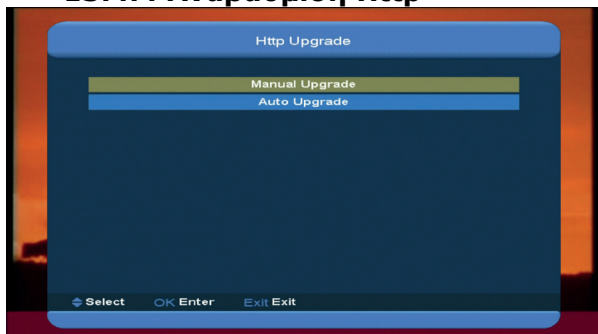 Αναβάθμιση Http
Http Upgrade
Manual Upgrade
Auto Upgrade
Select OK Enter Exit Exit